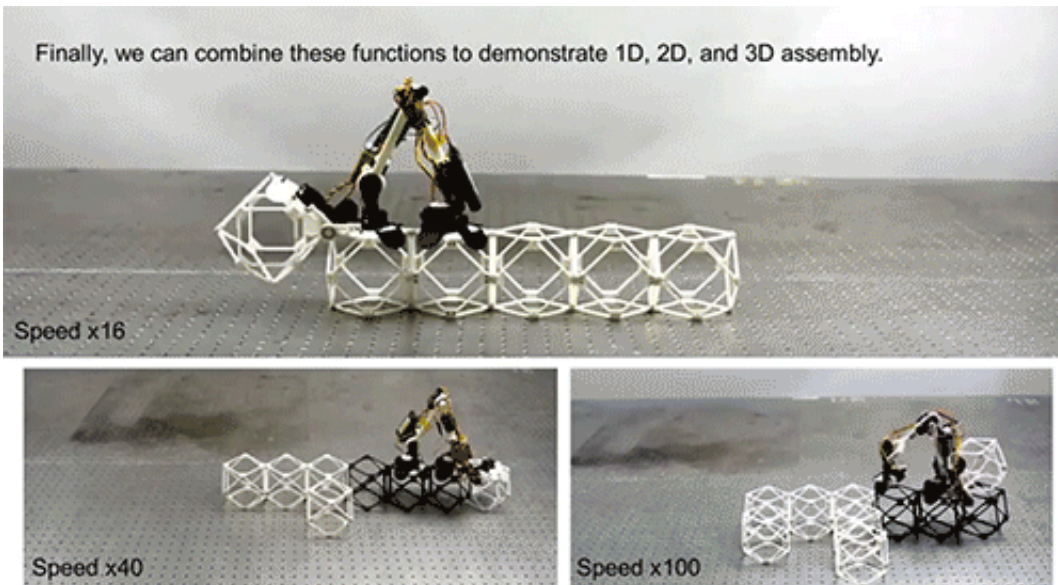 Finally, we can combine these functions to demonstrate 1D, 2D, and 3D assembly.
Speed x16
Speed x40
Speed x100